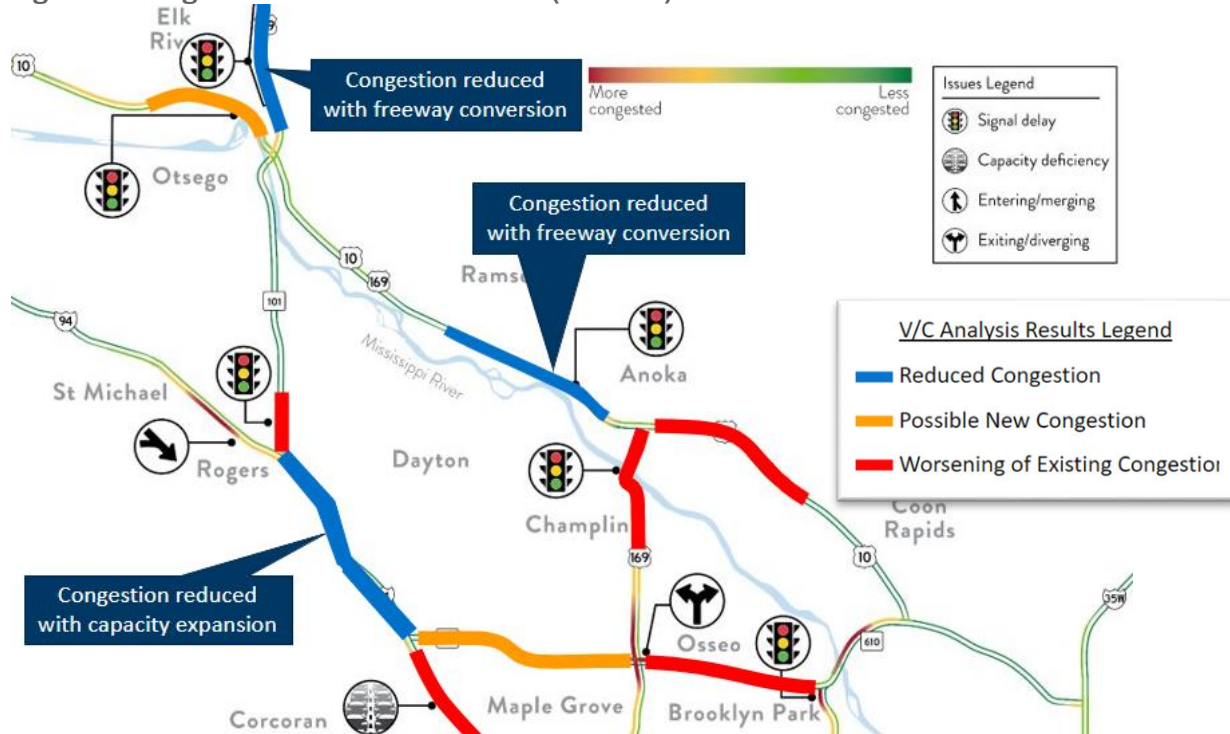 Elk
10
Congestion reduced
with freeway conversion
More
congested
Less
congested
Issues Legend
Signal delay
Capacity deficiency
Entering/merging
Exiting/diverging
Otsego
Congestion reduced
with freeway conversion
10
169
101
94
Mississippi River
Anoka
V/C Analysis Results Legend
Reduced Congestion
Possible New Congestion
Worsening of Existing Congestion
St Michael
Rogers
Dayton
Champlin
Coon
Rapids
169
10
Congestion reduced
with capacity expansion
35W
Osseo
610
Maple Grove
Brooklyn Park
Corcoran